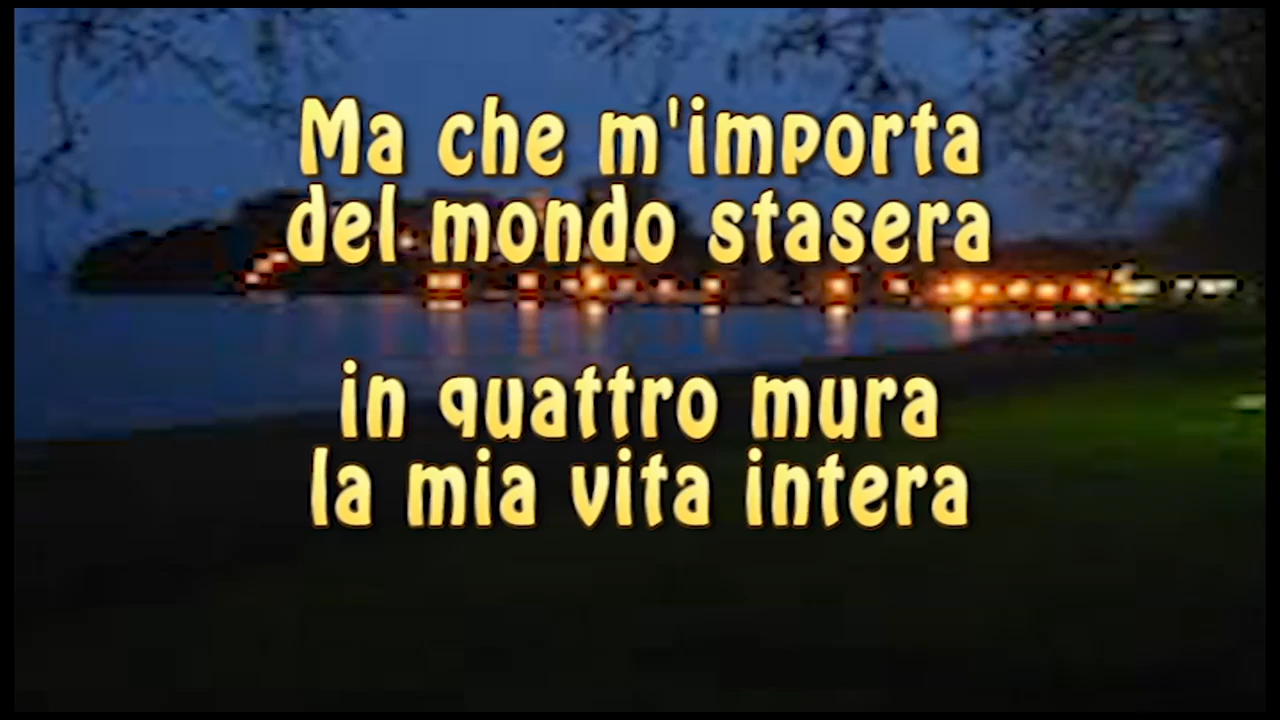 Ma che m'importa
del mondo stasera
in quattro mura
la mia vita intera